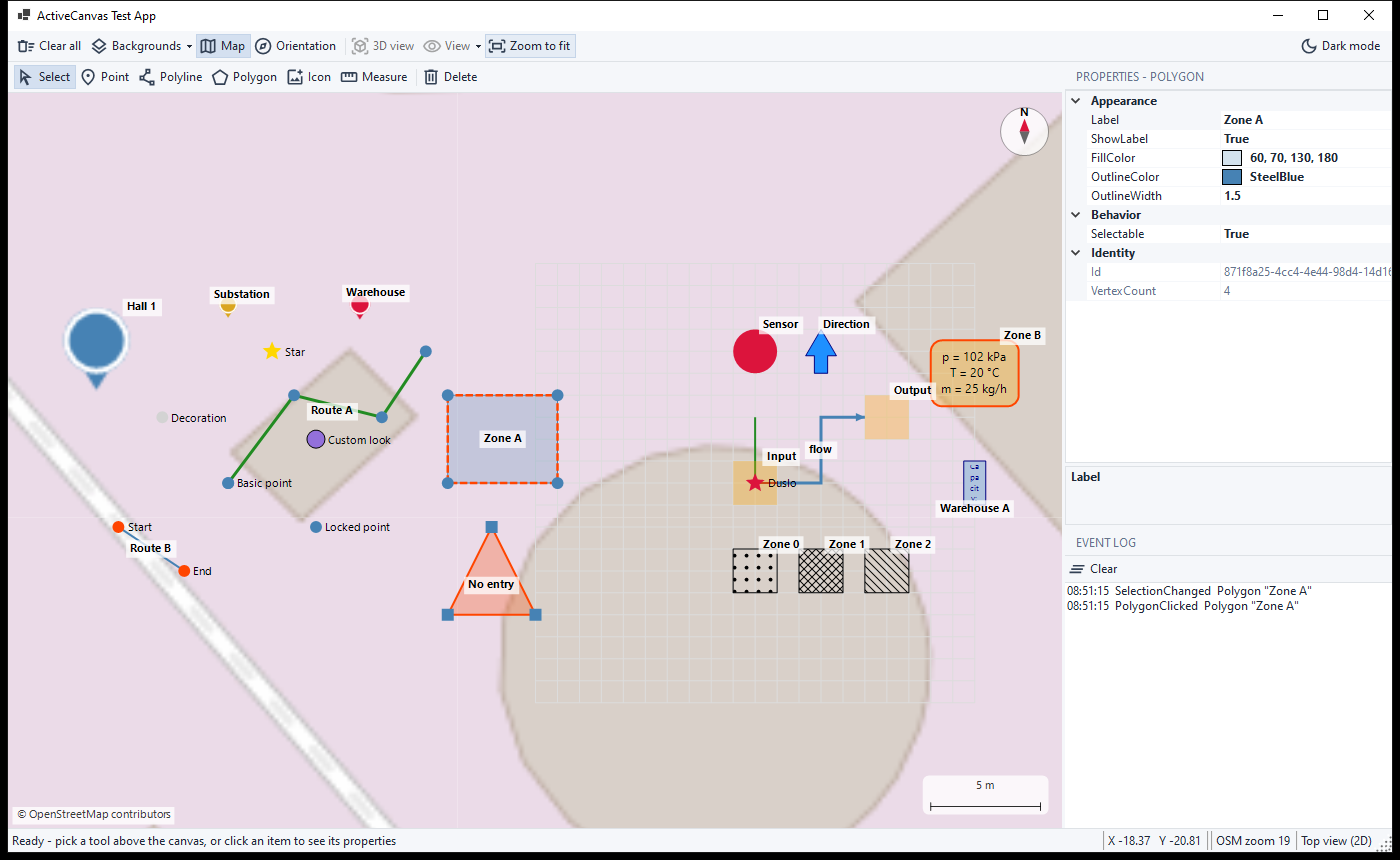 ActiveCanvas Test App
Clear all Backgrounds Map Orientation 3D view View Zoom to fit Dark mode
Select Point Polyline Polygon Icon Measure Delete
PROPERTIES - POLYGON
Appearance
Label Zone A
ShowLabel True
FillColor 60, 70, 130, 180
OutlineColor SteelBlue
OutlineWidth 1.5
Behavior
Selectable True
Identity
Id 871f8a25-4cc4-4e44-98d4-14d16
VertexCount 4
Label
EVENT LOG
Clear
08:51:15 SelectionChanged Polygon "Zone A"
08:51:15 PolygonClicked Polygon "Zone A"
N
Substation
Warehouse
Hall 1
Star
Sensor
Direction
Zone B
p = 102 kPa
T = 20 °C
m = 25 kg/h
Output
Route A
Decoration
Custom look
Zone A
Input
flow
Basic point
Duslo
Ca
pa
cit
Warehouse A
Start
Locked point
Route B
End
No entry
Zone 0
Zone 1
Zone 2
5 m
© OpenStreetMap contributors
Ready - pick a tool above the canvas, or click an item to see its properties
X -18.37 Y -20.81 OSM zoom 19 Top view (2D)